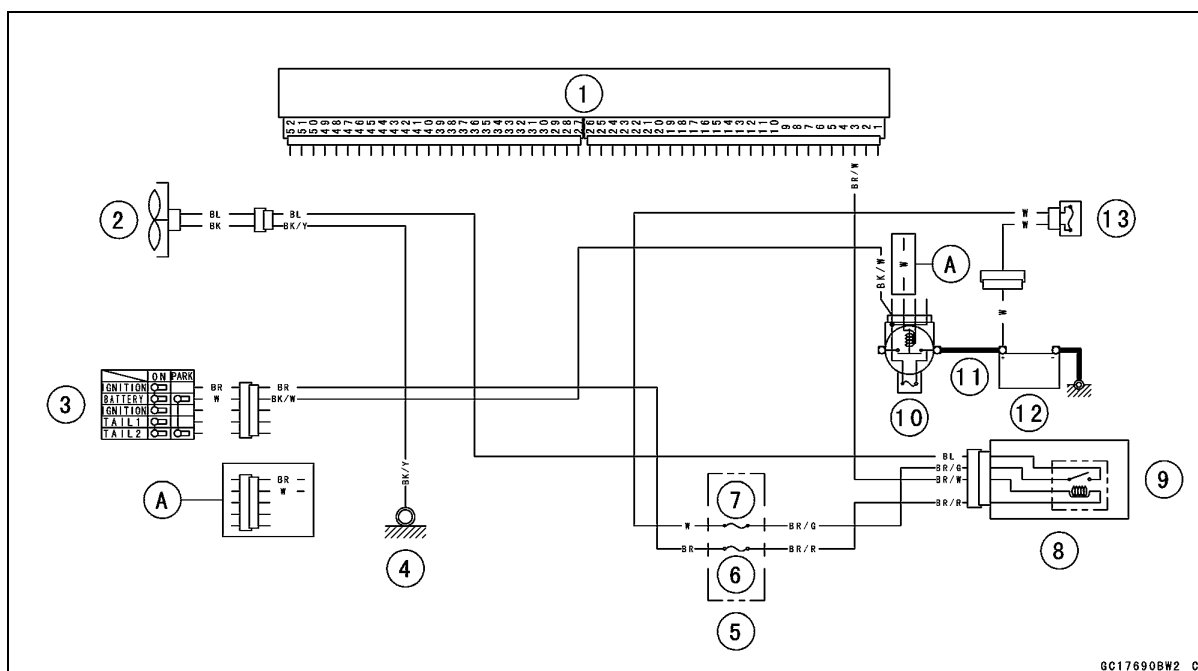 1
52 51 50 49 48 47 46 45 44 43 42 41 40 39 38 37 36 35 34 33 32 31 30 29 28 27 26 25 24 23 22 21 20 19 18 17 16 15 14 13 12 11 10 9 8 7 6 5 4 3 2 1
BR/W
2
BL
BK
BL
BK/Y
W
W
13
BK/W
W
A
W
ON PARK
3
IGNITION
BATTERY
IGNITION
TAIL1
TAIL2
BR
W
BR
BK/W
10
11
12
A
BR
W
BK/Y
4
BL
BR/G
BR/W
BR/R
9
8
7
W
BR/G
BR
BR/R
6
5
GC17690BW2 C